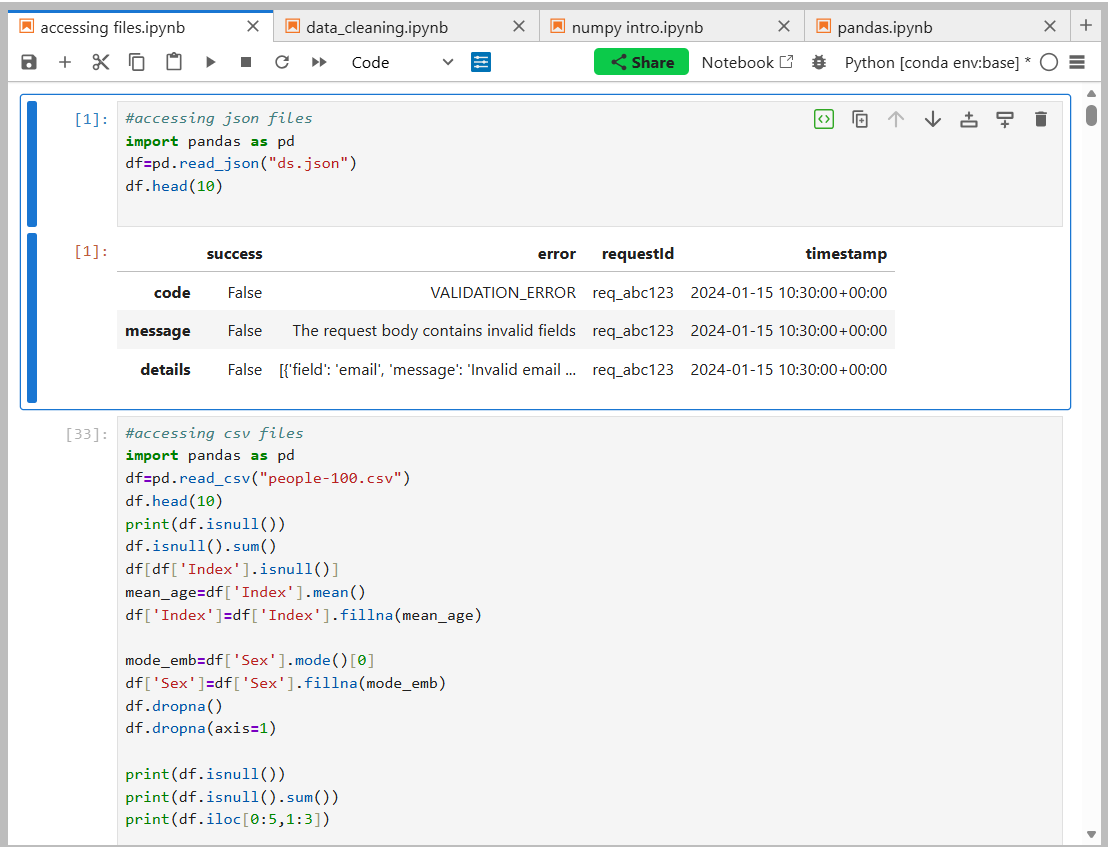 accessing files.ipynb data_cleaning.ipynb numpy intro.ipynb pandas.ipynb
Code Share Notebook Python [conda env:base] *
[1]:
#accessing json files
import pandas as pd
df=pd.read_json("ds.json")
df.head(10)
[1]:
success error requestId timestamp
code False VALIDATION_ERROR req_abc123 2024-01-15 10:30:00+00:00
message False The request body contains invalid fields req_abc123 2024-01-15 10:30:00+00:00
details False [{'field': 'email', 'message': 'Invalid email ... req_abc123 2024-01-15 10:30:00+00:00
[33]:
#accessing csv files
import pandas as pd
df=pd.read_csv("people-100.csv")
df.head(10)
print(df.isnull())
df.isnull().sum()
df[df['Index'].isnull()]
mean_age=df['Index'].mean()
df['Index']=df['Index'].fillna(mean_age)
mode_emb=df['Sex'].mode()[0]
df['Sex']=df['Sex'].fillna(mode_emb)
df.dropna()
df.dropna(axis=1)
print(df.isnull())
print(df.isnull().sum())
print(df.iloc[0:5,1:3])